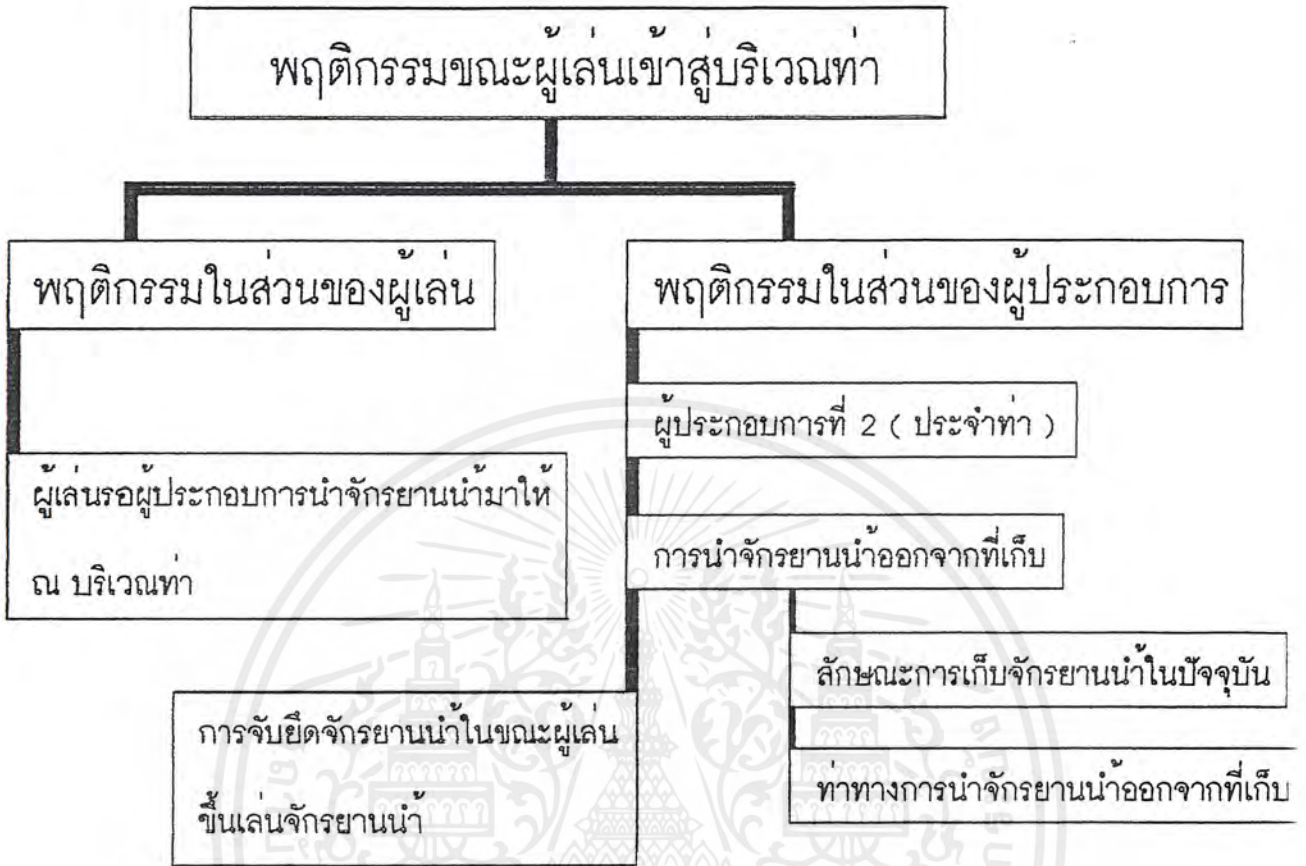 พฤติกรรมขณะผู้เล่นเข้าสู่บริเวณท่า
พฤติกรรมในส่วนของผู้เล่น
ผู้เล่นรอผู้ประกอบการนำจักรยานน้ำมาให้
ณ บริเวณท่า
พฤติกรรมในส่วนของผู้ประกอบการ
ผู้ประกอบการที่ 2 ( ประจำท่า )
การนำจักรยานน้ำออกจากที่เก็บ
ลักษณะการเก็บจักรยานน้ำในปัจจุบัน
ท่าทางการนำจักรยานน้ำออกจากที่เก็บ
การจับยึดจักรยานน้ำในขณะผู้เล่น
ขึ้นเล่นจักรยานน้ำ